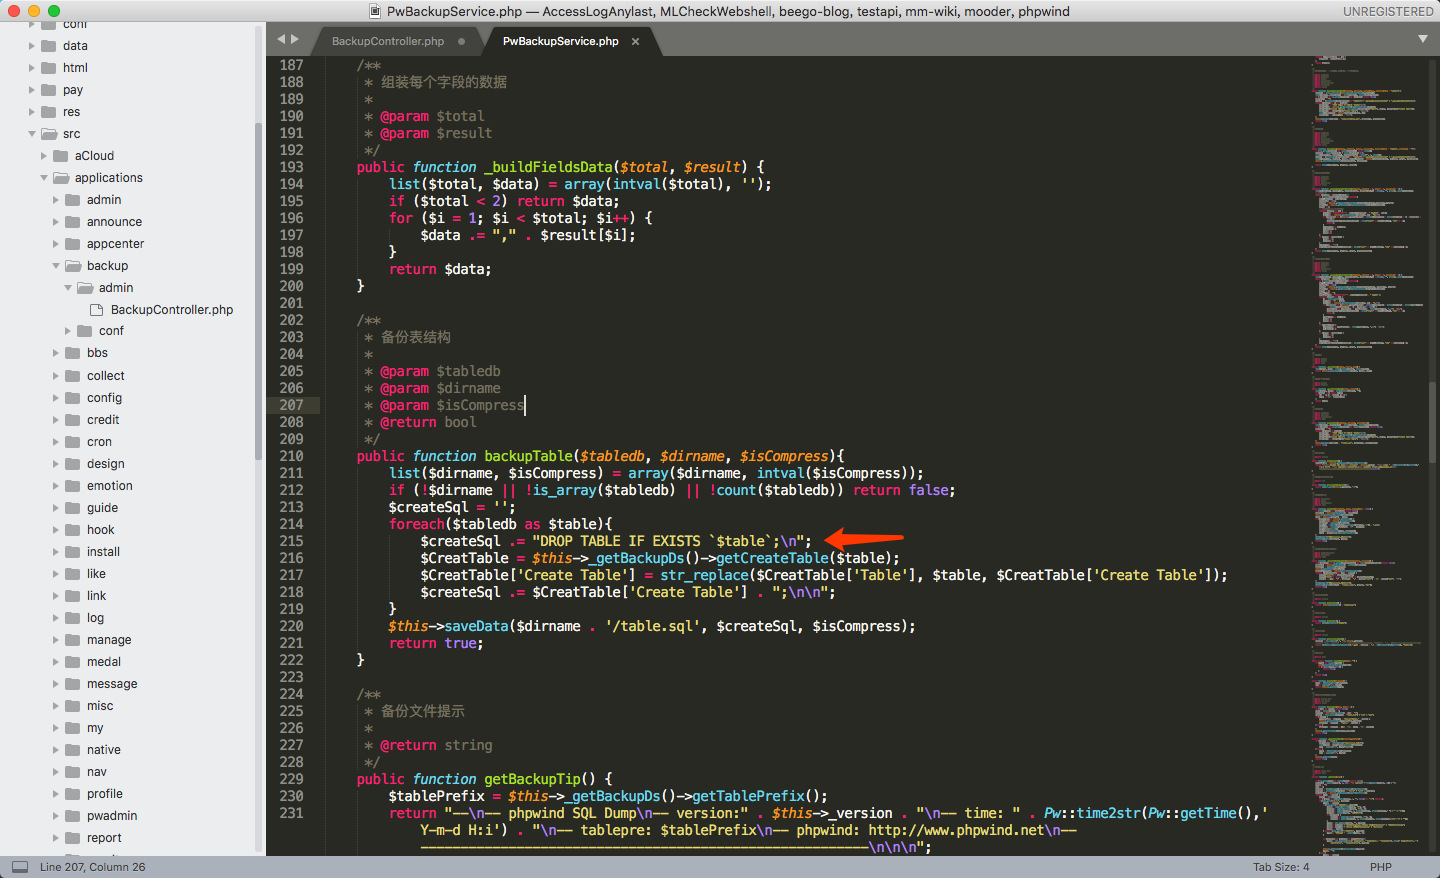 PwBackupService.php — AccessLogAnylast, MLCheckWebshell, beego-blog, testapi, mm-wiki, mooder, phpwind
UNREGISTERED
conf
data
html
pay
res
src
aCloud
applications
admin
announce
appcenter
backup
admin
BackupController.php
conf
bbs
collect
config
credit
cron
design
emotion
guide
hook
install
like
link
log
manage
medal
message
misc
my
native
nav
profile
pwadmin
report
BackupController.php
PwBackupService.php ×
187 /**
188 * 组装每个字段的数据
189 *
190 * @param $total
191 * @param $result
192 */
193 public function _buildFieldsData($total, $result) {
194 list($total, $data) = array(intval($total), '');
195 if ($total < 2) return $data;
196 for ($i = 1; $i < $total; $i++) {
197 $data .= "," . $result[$i];
198 }
199 return $data;
200 }
201
202 /**
203 * 备份表结构
204 *
205 * @param $tabledb
206 * @param $dirname
207 * @param $isCompress
208 * @return bool
209 */
210 public function backupTable($tabledb, $dirname, $isCompress){
211 list($dirname, $isCompress) = array($dirname, intval($isCompress));
212 if (!$dirname || !is_array($tabledb) || !count($tabledb)) return false;
213 $createSql = '';
214 foreach($tabledb as $table){
215 $createSql .= "DROP TABLE IF EXISTS `$table`;\n";
216 $CreatTable = $this->_getBackupDs()->getCreateTable($table);
217 $CreatTable['Create Table'] = str_replace($CreatTable['Table'], $table, $CreatTable['Create Table']);
218 $createSql .= $CreatTable['Create Table'] . ";\n\n";
219 }
220 $this->saveData($dirname . '/table.sql', $createSql, $isCompress);
221 return true;
222 }
223
224 /**
225 * 备份文件提示
226 *
227 * @return string
228 */
229 public function getBackupTip() {
230 $tablePrefix = $this->_getBackupDs()->getTablePrefix();
231 return "--\n-- phpwind SQL Dump\n-- version:" . $this->_version . "\n-- time: " . Pw::time2str(Pw::getTime(),'
Y-m-d H:i') . "\n-- tablepre: $tablePrefix\n-- phpwind: http://www.phpwind.net\n--
--------------------------------------------------------\n\n\n";
Line 207, Column 26
Tab Size: 4
PHP